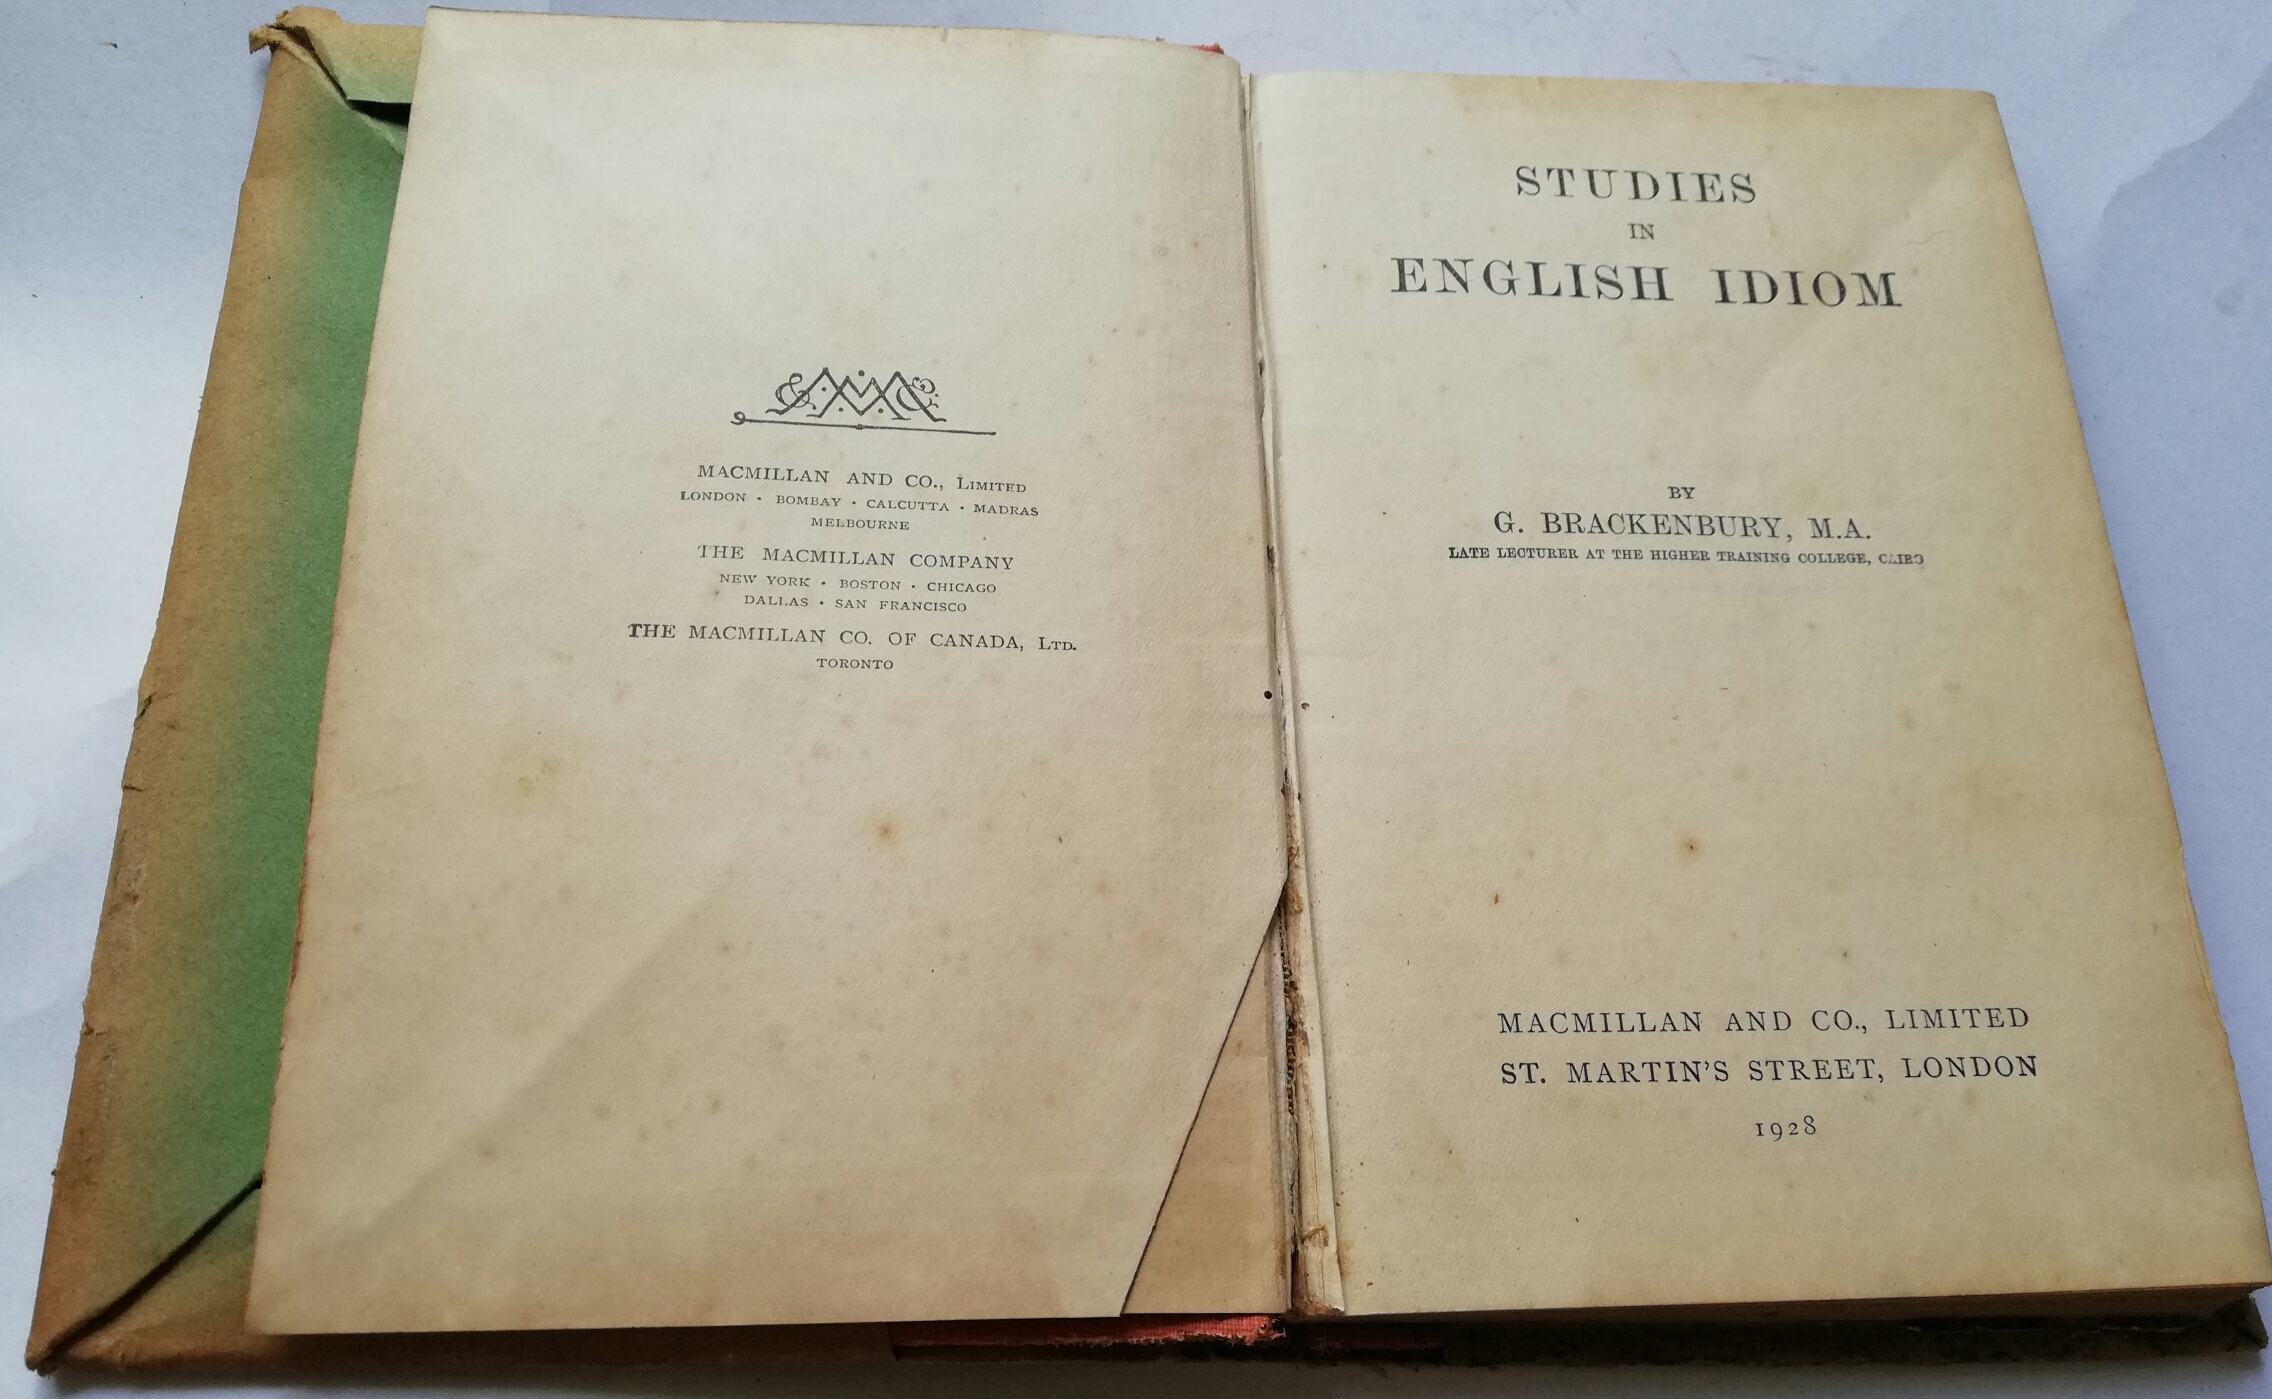 MACMILLAN AND CO., LIMITED
LONDON · BOMBAY · CALCUTTA · MADRAS
MELBOURNE
THE MACMILLAN COMPANY
NEW YORK · BOSTON · CHICAGO
DALLAS · SAN FRANCISCO
THE MACMILLAN CO. OF CANADA, LTD.
TORONTO
STUDIES
IN
ENGLISH IDIOM
BY
G. BRACKENBURY, M.A.
LATE LECTURER AT THE HIGHER TRAINING COLLEGE, CAIRO
MACMILLAN AND CO., LIMITED
ST. MARTIN'S STREET, LONDON
1928